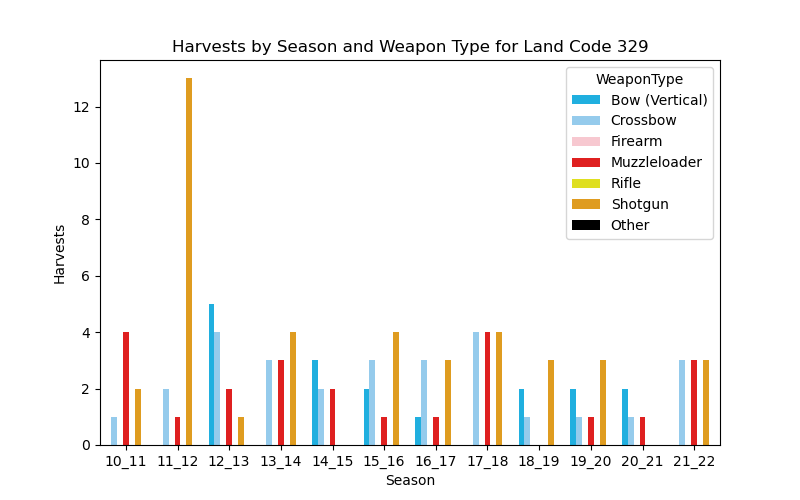 Harvests by Season and Weapon Type for Land Code 329
WeaponType
Bow (Vertical)
Crossbow
Firearm
Muzzleloader
Rifle
Shotgun
Other
Harvests
12
10
8
6
4
2
0
10_11 11_12 12_13 13_14 14_15 15_16 16_17 17_18 18_19 19_20 20_21 21_22
Season